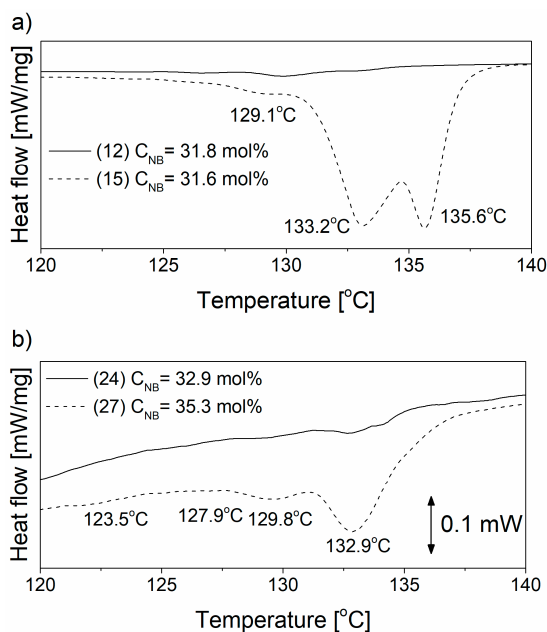 a)
Heat flow [mW/mg]
129.1°C
(12) C_NB= 31.8 mol%
(15) C_NB= 31.6 mol%
133.2°C
135.6°C
120 125 130 135 140
Temperature [°C]
b)
Heat flow [mW/mg]
(24) C_NB= 32.9 mol%
(27) C_NB= 35.3 mol%
123.5°C
127.9°C
129.8°C
132.9°C
0.1 mW
120 125 130 135 140
Temperature [°C]